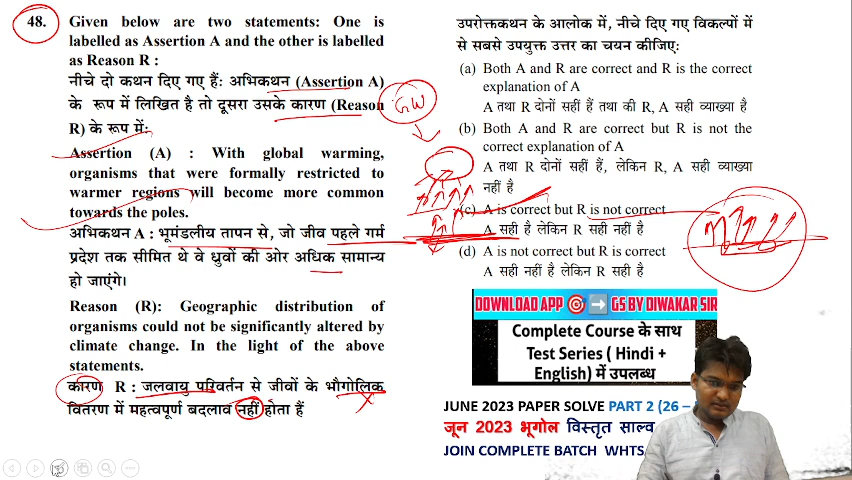 48. Given below are two statements: One is
labelled as Assertion A and the other is labelled
as Reason R :
नीचे दो कथन दिए गए हैं: अभिकथन (Assertion A)
के रूप में लिखित है तो दूसरा उसके कारण (Reason
R) के रूप में:
Assertion (A) : With global warming,
organisms that were formally restricted to
warmer regions will become more common
towards the poles.
अभिकथन A : भूमंडलीय तापन से, जो जीव पहले गर्म
प्रदेश तक सीमित थे वे धुवों की ओर अधिक सामान्य
हो जाएंगे।
Reason (R): Geographic distribution of
organisms could not be significantly altered by
climate change. In the light of the above
statements.
कारण R : जलवायु परिवर्तन से जीवों के भौगोलिक
वितरण में महत्वपूर्ण बदलाव नहीं होता हैं
GW
उपरोक्तकथन के आलोक में, नीचे दिए गए विकल्पों में
से सबसे उपयुक्त उत्तर का चयन कीजिए:
(a) Both A and R are correct and R is the correct
explanation of A
A तथा R दोनों सहीं हैं तथा की R, A सही व्याख्या है
(b) Both A and R are correct but R is not the
correct explanation of A
A तथा R दोनों सहीं हैं, लेकिन R, A सही व्याख्या
नहीं है
(c) A is correct but R is not correct
A सही है लेकिन R सही नहीं है
(d) A is not correct but R is correct
A सही नहीं है लेकिन R सही है
DOWNLOAD APP GS BY DIWAKAR SIR
Complete Course के साथ
Test Series ( Hindi +
English) में उपलब्ध
JUNE 2023 PAPER SOLVE PART 2 (26 –
जून 2023 भूगोल विस्तृत साल्व
JOIN COMPLETE BATCH WHTS